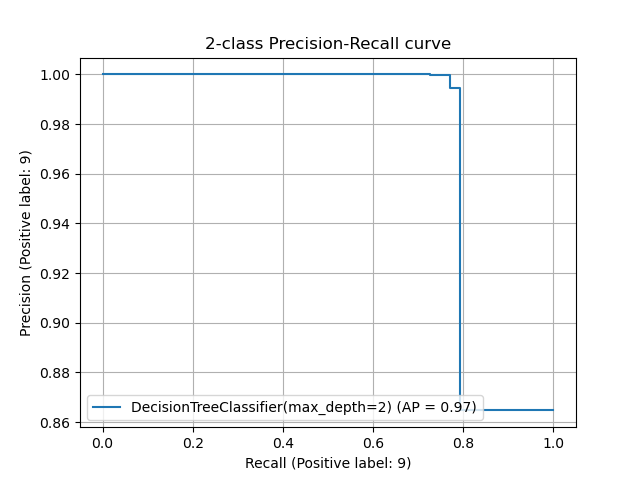 2-class Precision-Recall curve
1.00
0.98
0.96
0.94
0.92
0.90
0.88
0.86
Precision (Positive label: 9)
DecisionTreeClassifier(max_depth=2) (AP = 0.97)
0.0 0.2 0.4 0.6 0.8 1.0
Recall (Positive label: 9)